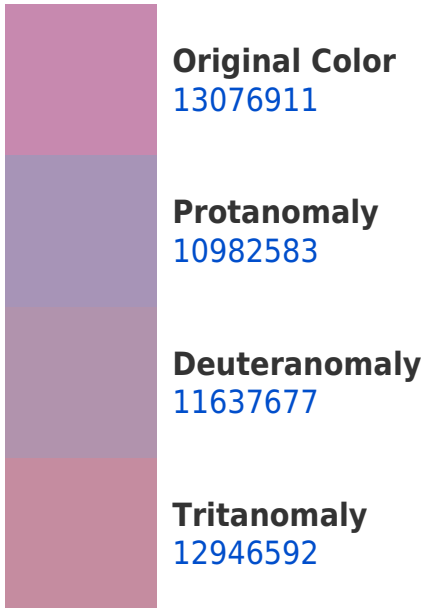 Original Color
13076911
Protanomaly
10982583
Deuteranomaly
11637677
Tritanomaly
12946592